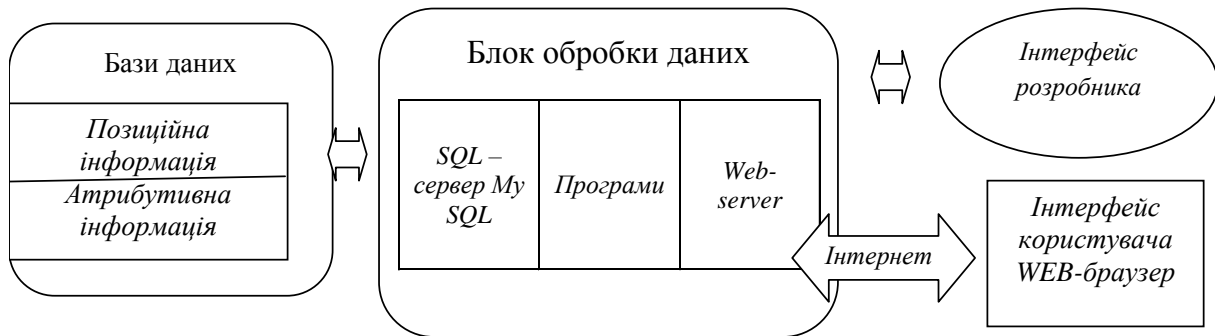 Бази даних
Позиційна
інформація
Атрибутивна
інформація
Блок обробки даних
SQL –
сервер My
SQL
Програми
Web-
server
Інтернет
Інтерфейс
розробника
Інтерфейс
користувача
WEB-браузер